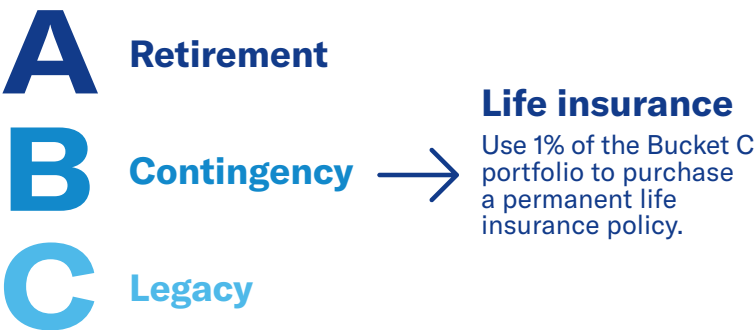 A Retirement
B Contingency
C Legacy
Life insurance
Use 1% of the Bucket C
portfolio to purchase
a permanent life
insurance policy.